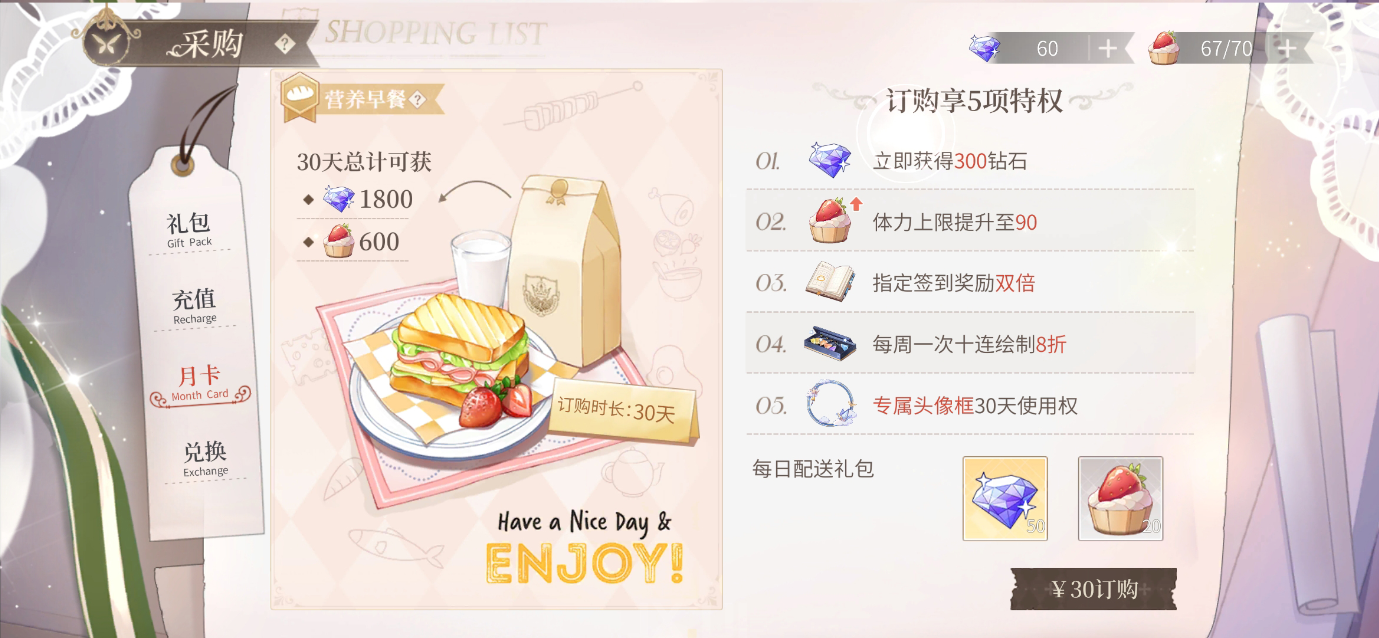 采购
?
SHOPPING LIST
60
67/70
礼包
Gift Pack
充值
Recharge
月卡
Month Card
兑换
Exchange
营养早餐?
30天总计可获
1800
600
订购时长:30天
Have a Nice Day &
ENJOY!
订购享5项特权
01. 立即获得300钻石
02. 体力上限提升至90
03. 指定签到奖励双倍
04. 每周一次十连绘制8折
05. 专属头像框30天使用权
每日配送礼包
50
20
￥30订购